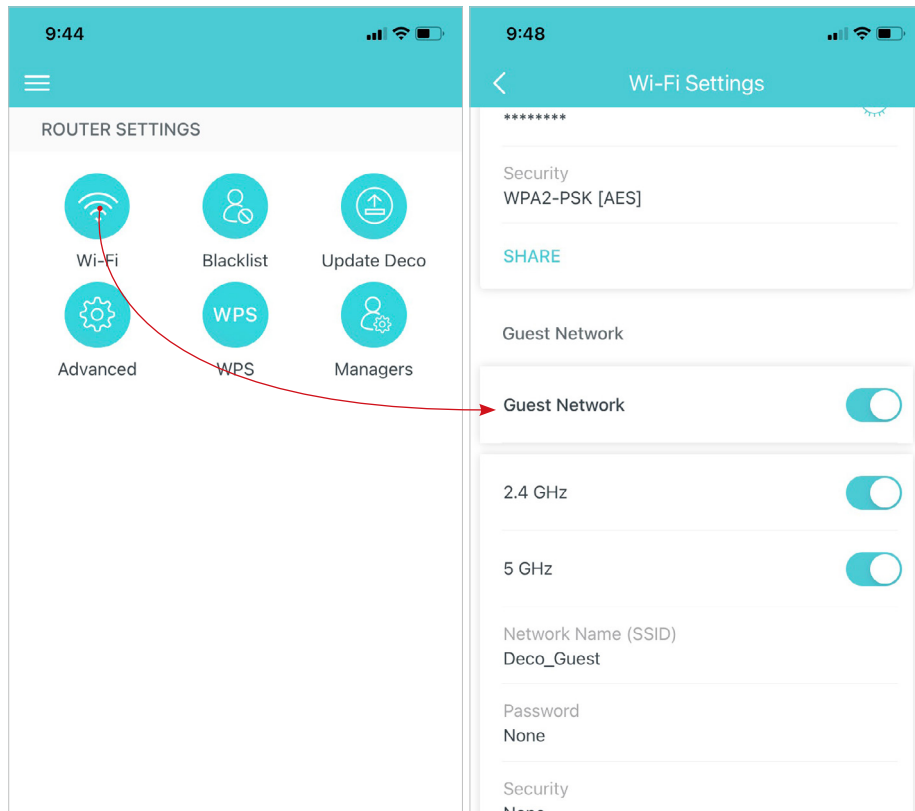 9:44
ROUTER SETTINGS
Wi-Fi
Blacklist
Update Deco
WPS
Advanced
WPS
Managers
9:48
Wi-Fi Settings
********
Security
WPA2-PSK [AES]
SHARE
Guest Network
Guest Network
2.4 GHz
5 GHz
Network Name (SSID)
Deco_Guest
Password
None
Security